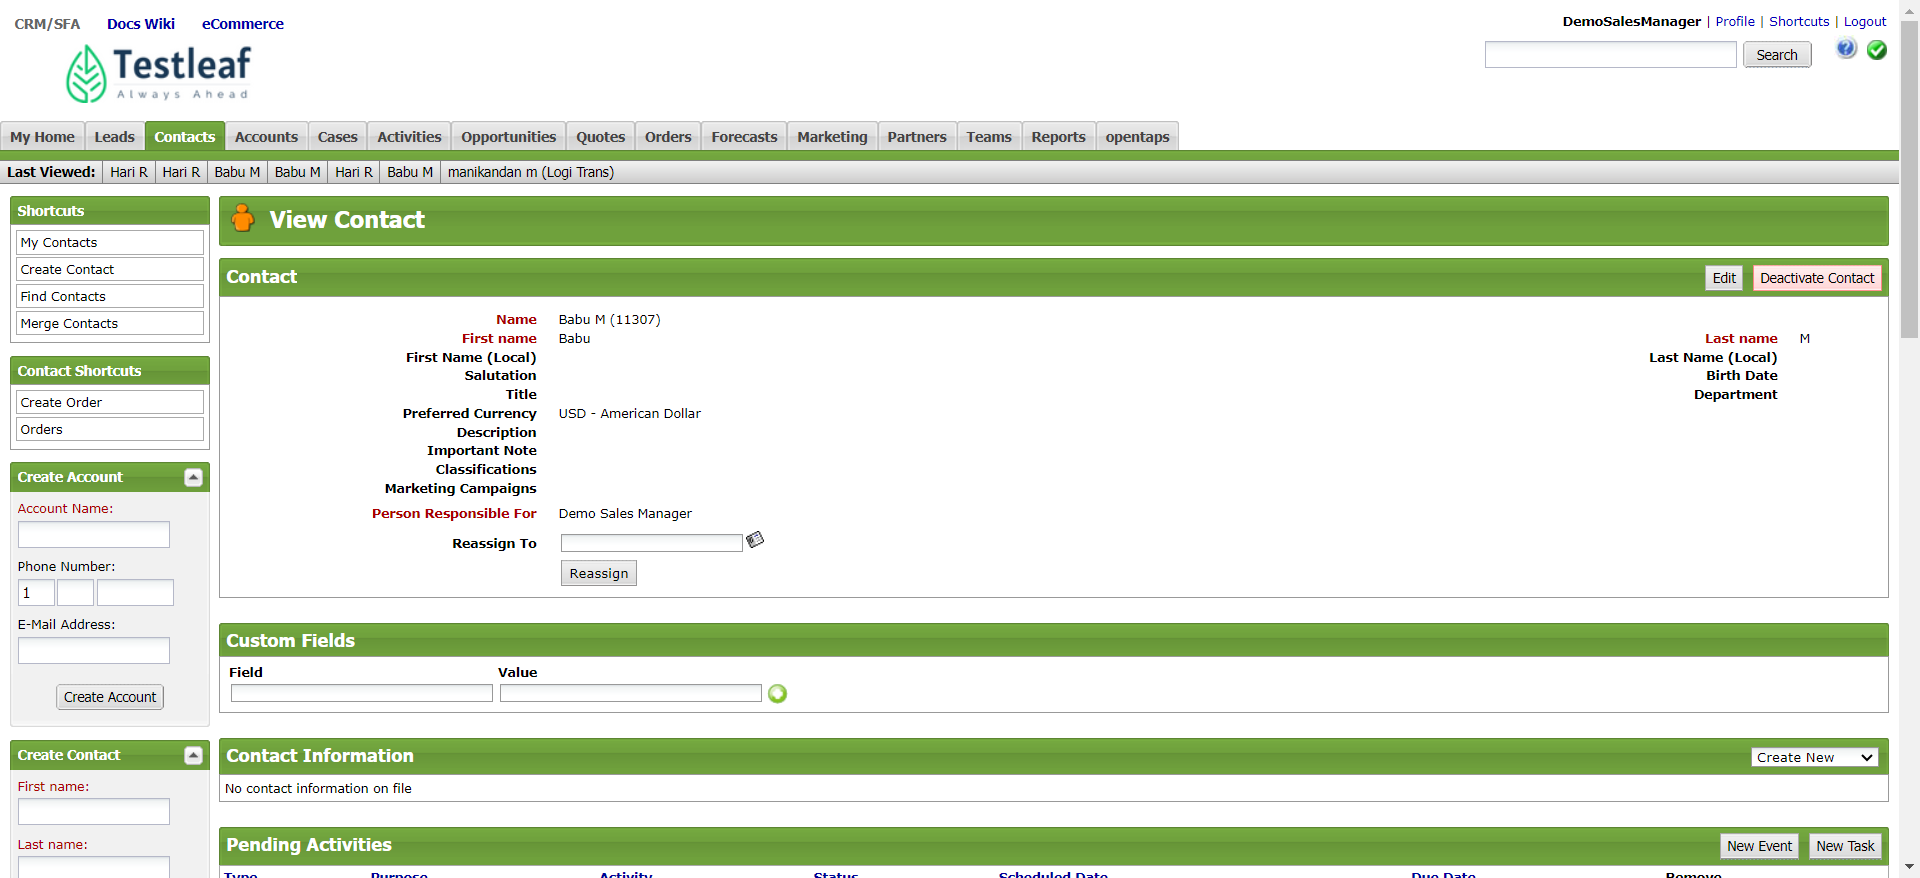 CRM/SFA Docs Wiki eCommerce
DemoSalesManager | Profile | Shortcuts | Logout
Testleaf
Always Ahead
Search
My Home Leads Contacts Accounts Cases Activities Opportunities Quotes Orders Forecasts Marketing Partners Teams Reports opentaps
Last Viewed: Hari R Hari R Babu M Babu M Hari R Babu M manikandan m (Logi Trans)
Shortcuts
My Contacts
Create Contact
Find Contacts
Merge Contacts
Contact Shortcuts
Create Order
Orders
Create Account
Account Name:
Phone Number:
1
E-Mail Address:
Create Account
Create Contact
First name:
Last name:
View Contact
Contact Edit Deactivate Contact
Name Babu M (11307)
First name Babu Last name M
First Name (Local) Last Name (Local)
Salutation Birth Date
Title Department
Preferred Currency USD - American Dollar
Description
Important Note
Classifications
Marketing Campaigns
Person Responsible For Demo Sales Manager
Reassign To
Reassign
Custom Fields
Field Value
Contact Information Create New
No contact information on file
Pending Activities New Event New Task
Type Purpose Activity Status Scheduled Date Due Date Remove